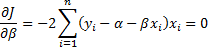 ∂J/∂β = −2 ∑_{i=1}^{n} (y_i − α − βx_i)x_i = 0